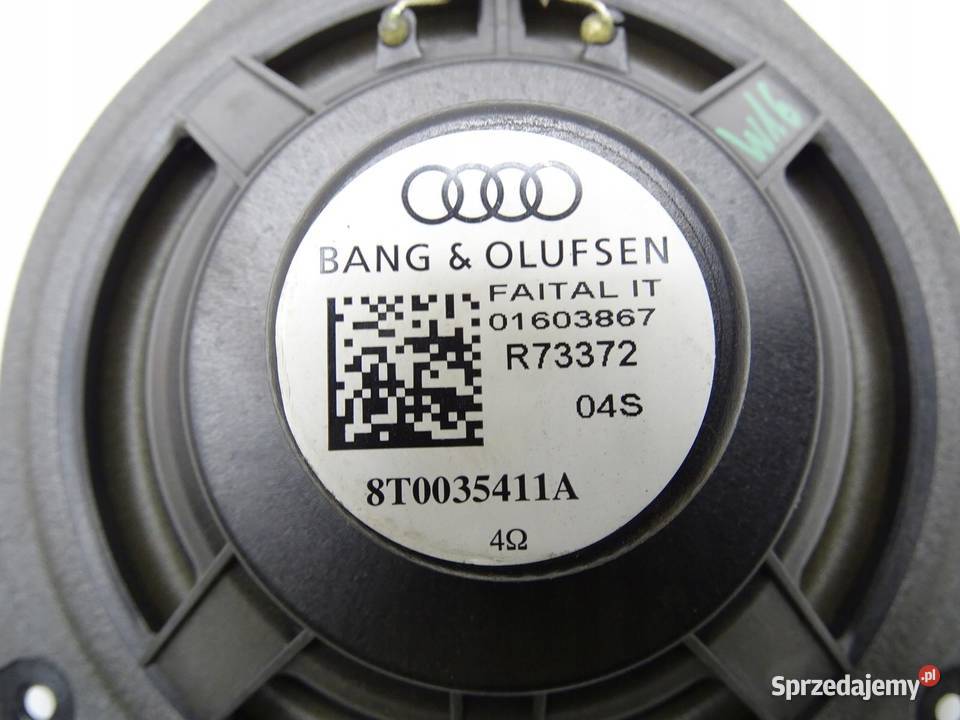 BANG & OLUFSEN
FAITAL IT
01603867
R73372
04S
8T0035411A
4Ω
Sprzedajemy.pl